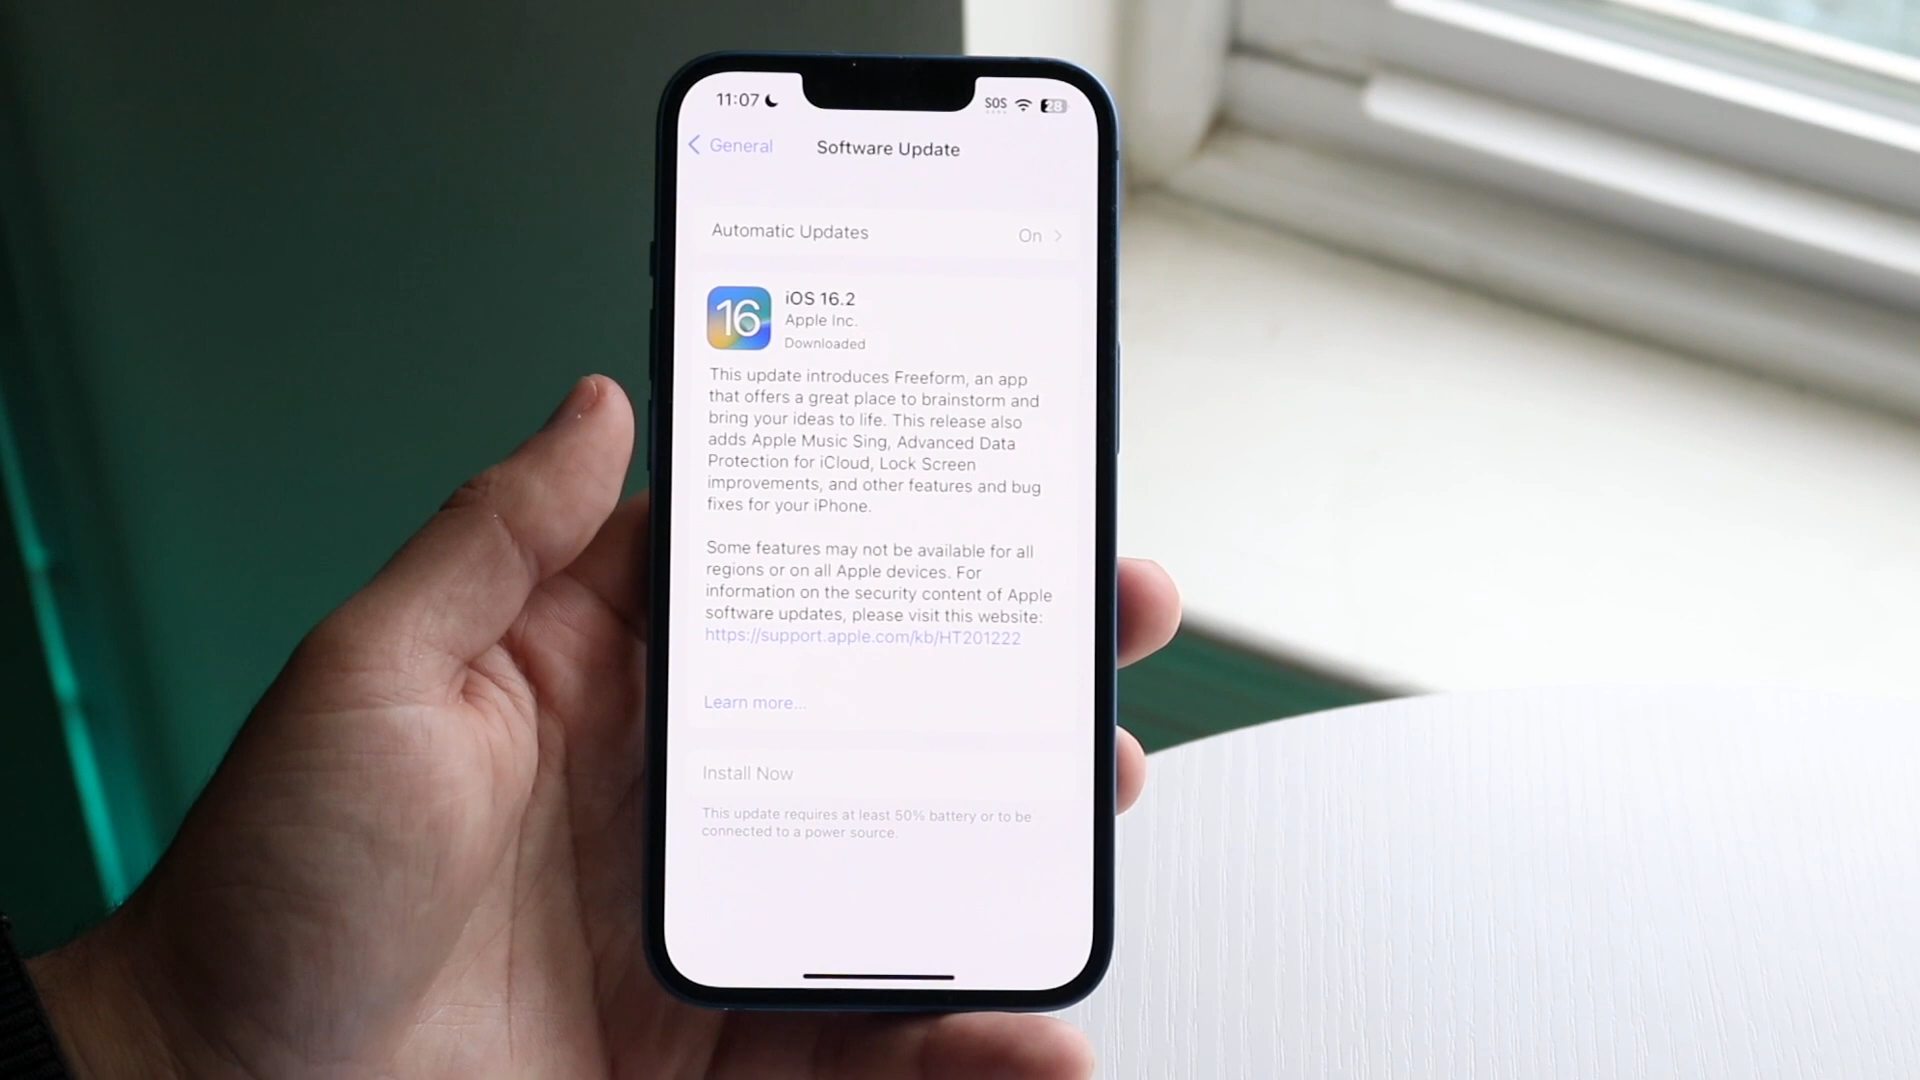 11:07
SOS
28
General
Software Update
Automatic Updates
On
16
iOS 16.2
Apple Inc.
Downloaded
This update introduces Freeform, an app
that offers a great place to brainstorm and
bring your ideas to life. This release also
adds Apple Music Sing, Advanced Data
Protection for iCloud, Lock Screen
improvements, and other features and bug
fixes for your iPhone.
Some features may not be available for all
regions or on all Apple devices. For
information on the security content of Apple
software updates, please visit this website:
https://support.apple.com/kb/HT201222
Learn more...
Install Now
This update requires at least 50% battery or to be
connected to a power source.